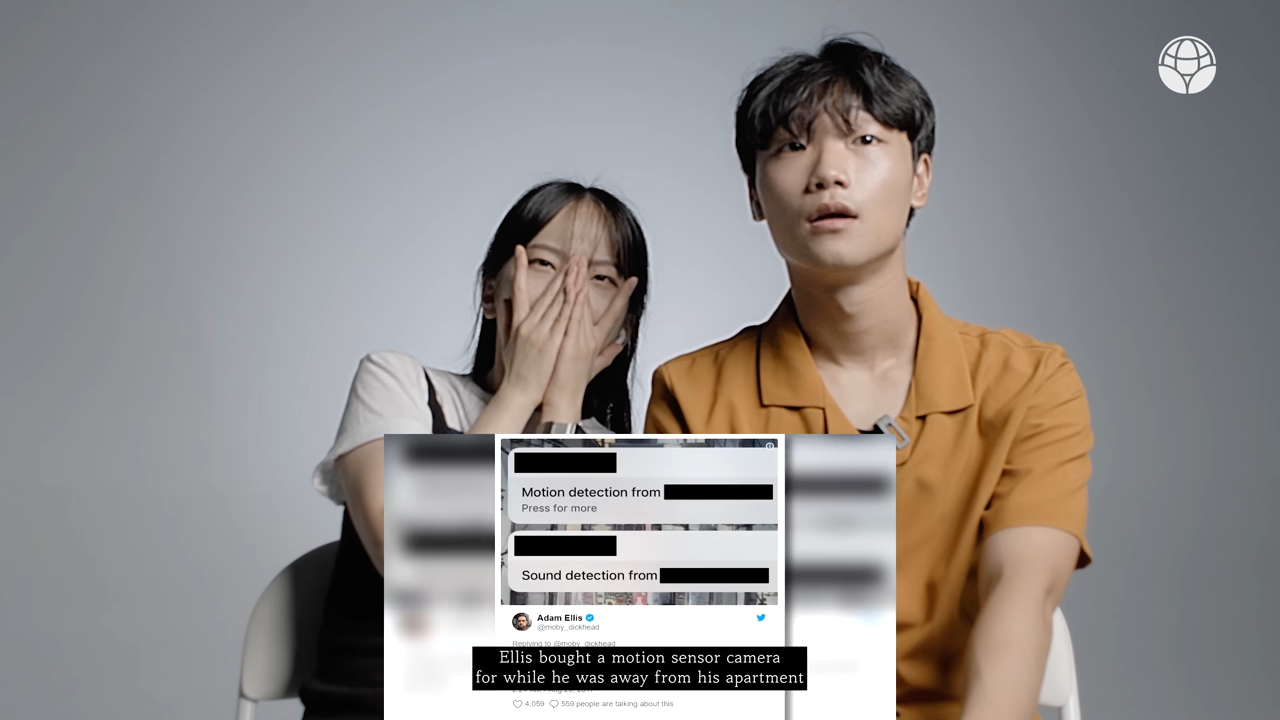 Motion detection from
Press for more
Sound detection from
Adam Ellis
@moby_dickhead
Replying to @moby_dickhead
Ellis bought a motion sensor camera
for while he was away from his apartment
4,059 559 people are talking about this